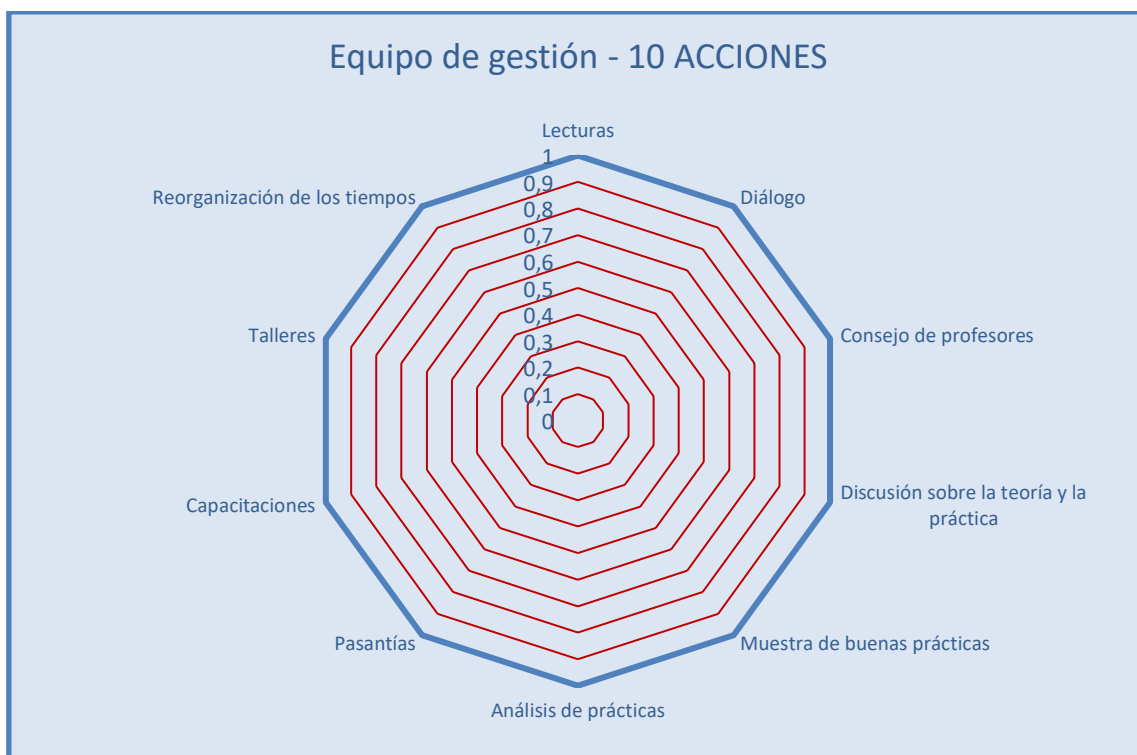 Equipo de gestión - 10 ACCIONES
Lecturas
1
0,9
0,8
0,7
0,6
0,5
0,4
0,3
0,2
0,1
0
Diálogo
Consejo de profesores
Discusión sobre la teoría y la
práctica
Muestra de buenas prácticas
Análisis de prácticas
Pasantías
Capacitaciones
Talleres
Reorganización de los tiempos